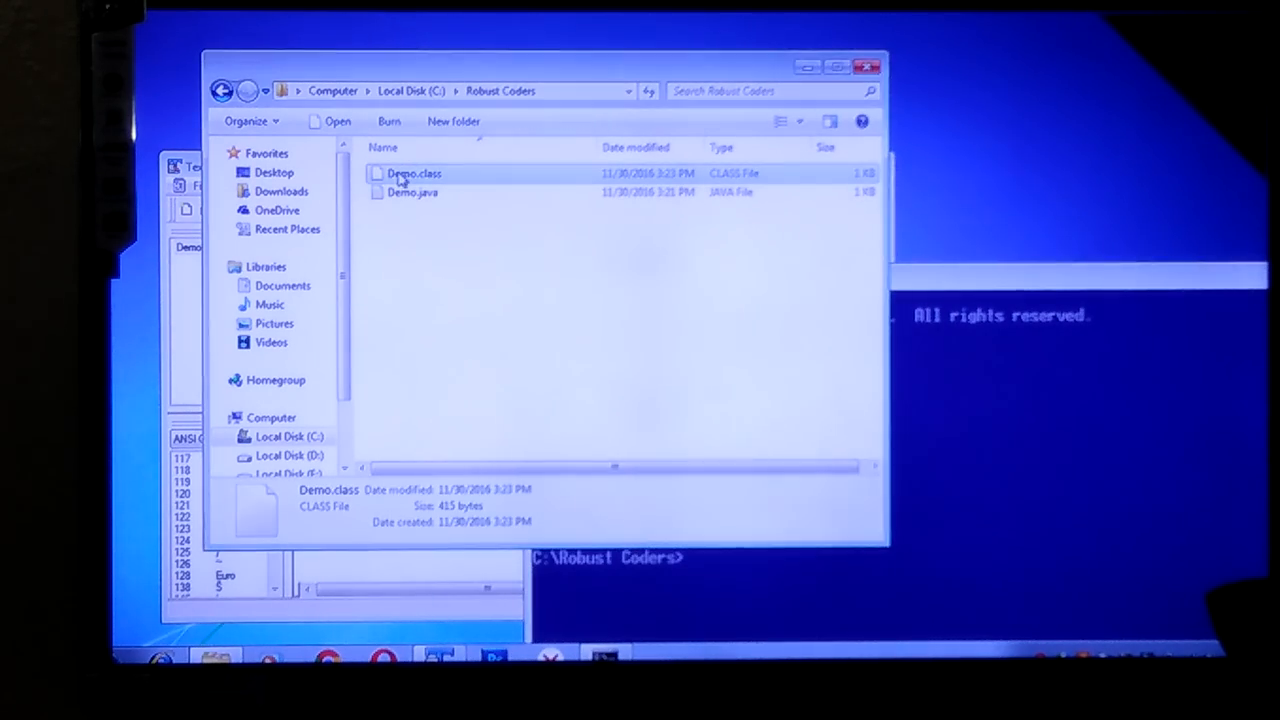 Computer Local Disk (C:) Robust Coders
Search Robust Coders
Organize Open Burn New folder
Name Date modified Type Size
Demo.class 11/30/2016 3:23 PM CLASS File 1 KB
Demo.java 11/30/2016 3:21 PM JAVA File 1 KB
Favorites
Desktop
Downloads
OneDrive
Recent Places
Libraries
Documents
Music
Pictures
Videos
Homegroup
Computer
Local Disk (C:)
Local Disk (D:)
Local Disk (E:)
Demo.class Date modified: 11/30/2016 3:23 PM
CLASS File Size: 415 bytes
Date created: 11/30/2016 3:23 PM
Demo
ANSI
117
118
119
120
121
122
123
124
125
126 ~
128 Euro
138 Š
All rights reserved.
C:\Robust Coders>